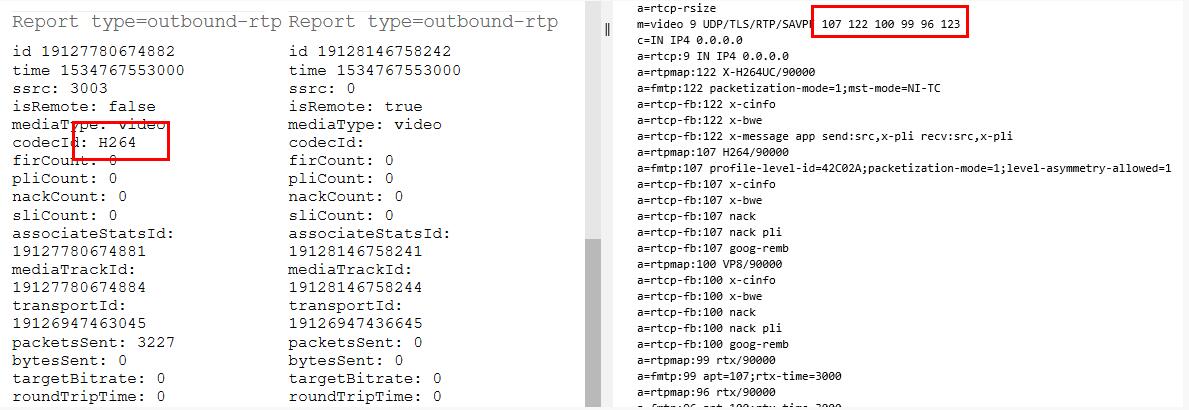 Report type=outbound-rtp
id 19127780674882
time 1534767553000
ssrc: 3003
isRemote: false
mediaType: video
codecId: H264
firCount: 0
pliCount: 0
nackCount: 0
sliCount: 0
associateStatsId:
19127780674881
mediaTrackId:
19127780674884
transportId:
19126947463045
packetsSent: 3227
bytesSent: 0
targetBitrate: 0
roundTripTime: 0
Report type=outbound-rtp
id 19128146758242
time 1534767553000
ssrc: 0
isRemote: true
mediaType: video
codecId:
firCount: 0
pliCount: 0
nackCount: 0
sliCount: 0
associateStatsId:
19128146758241
mediaTrackId:
19128146758244
transportId:
19126947436645
packetsSent: 0
bytesSent: 0
targetBitrate: 0
roundTripTime: 0
a=rtcp-rsize
m=video 9 UDP/TLS/RTP/SAVPF 107 122 100 99 96 123
c=IN IP4 0.0.0.0
a=rtcp:9 IN IP4 0.0.0.0
a=rtpmap:122 X-H264UC/90000
a=fmtp:122 packetization-mode=1;mst-mode=NI-TC
a=rtcp-fb:122 x-cinfo
a=rtcp-fb:122 x-bwe
a=rtcp-fb:122 x-message app send:src,x-pli recv:src,x-pli
a=rtpmap:107 H264/90000
a=fmtp:107 profile-level-id=42C02A;packetization-mode=1;level-asymmetry-allowed=1
a=rtcp-fb:107 x-cinfo
a=rtcp-fb:107 x-bwe
a=rtcp-fb:107 nack
a=rtcp-fb:107 nack pli
a=rtcp-fb:107 goog-remb
a=rtpmap:100 VP8/90000
a=rtcp-fb:100 x-cinfo
a=rtcp-fb:100 x-bwe
a=rtcp-fb:100 nack
a=rtcp-fb:100 nack pli
a=rtcp-fb:100 goog-remb
a=rtpmap:99 rtx/90000
a=fmtp:99 apt=107;rtx-time=3000
a=rtpmap:96 rtx/90000
a=fmtp:96 apt=100;rtx-time=3000